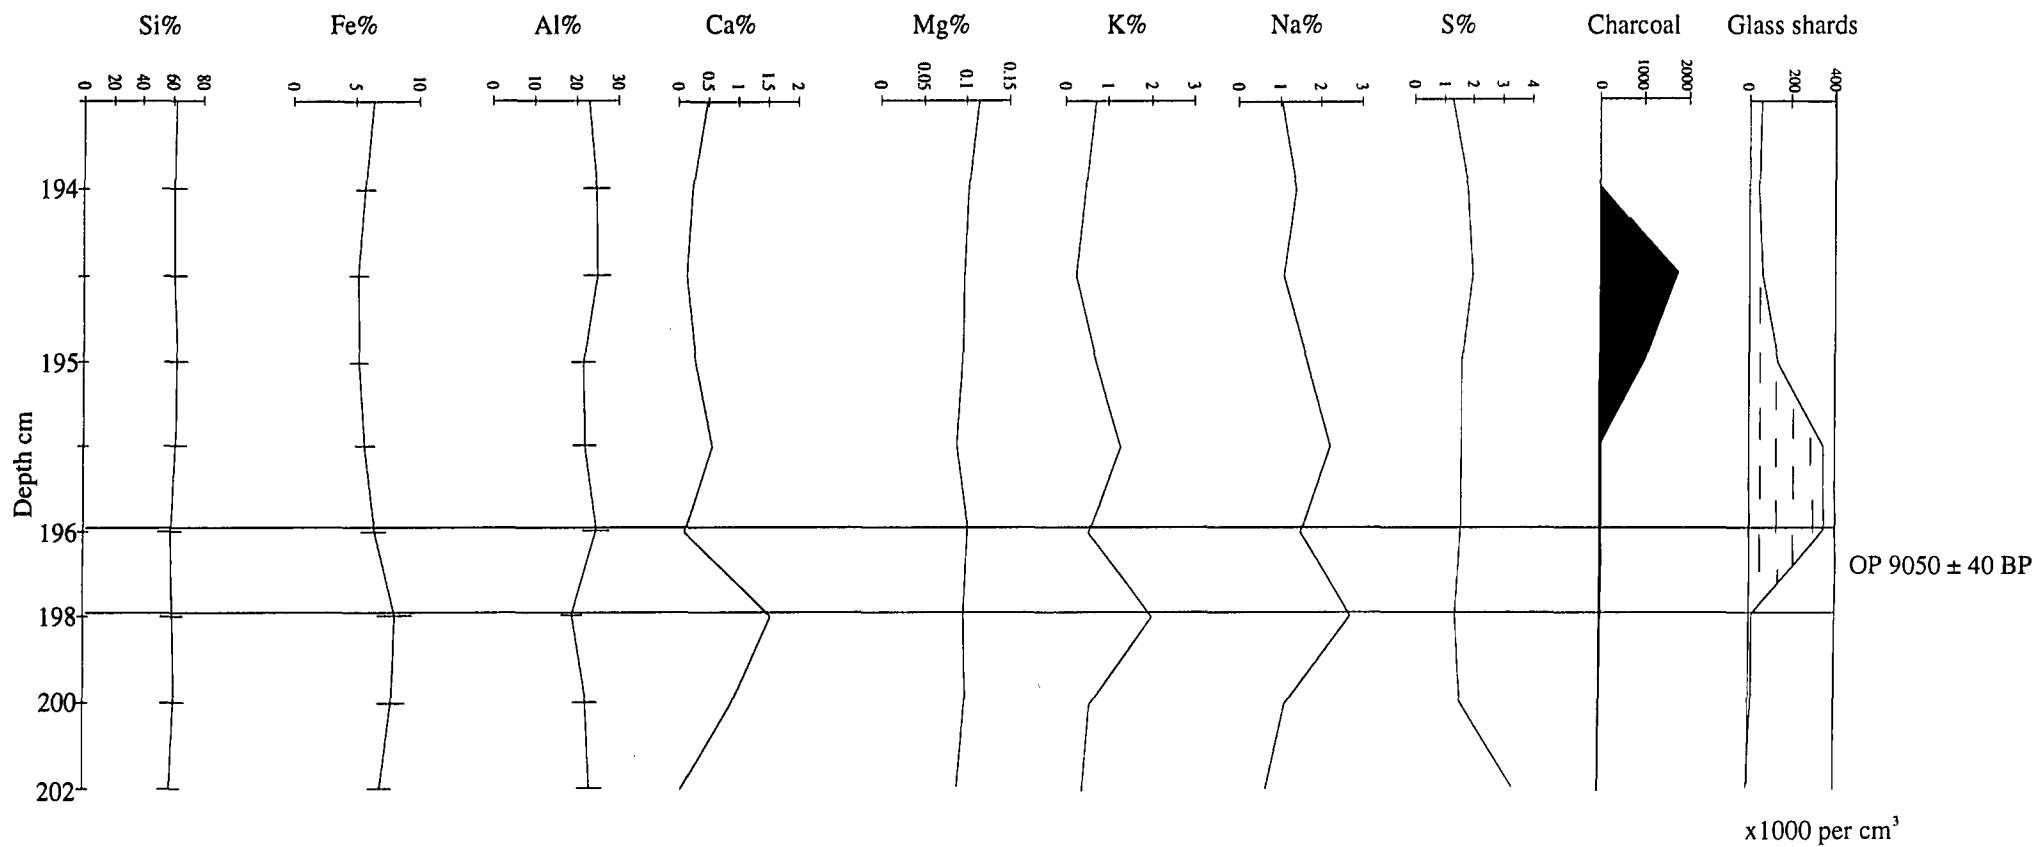 Si% Fe% Al% Ca% Mg% K% Na% S% Charcoal Glass shards
0 20 40 60 80 0 5 10 0 10 20 30 0 0.5 1 1.5 2 0 0.05 0.1 0.15 0 1 2 3 0 1 2 3 0 1 2 3 4 0 1000 2000 0 200 400
194
195
Depth cm
196
OP 9050 ± 40 BP
198
200
202
x1000 per cm³